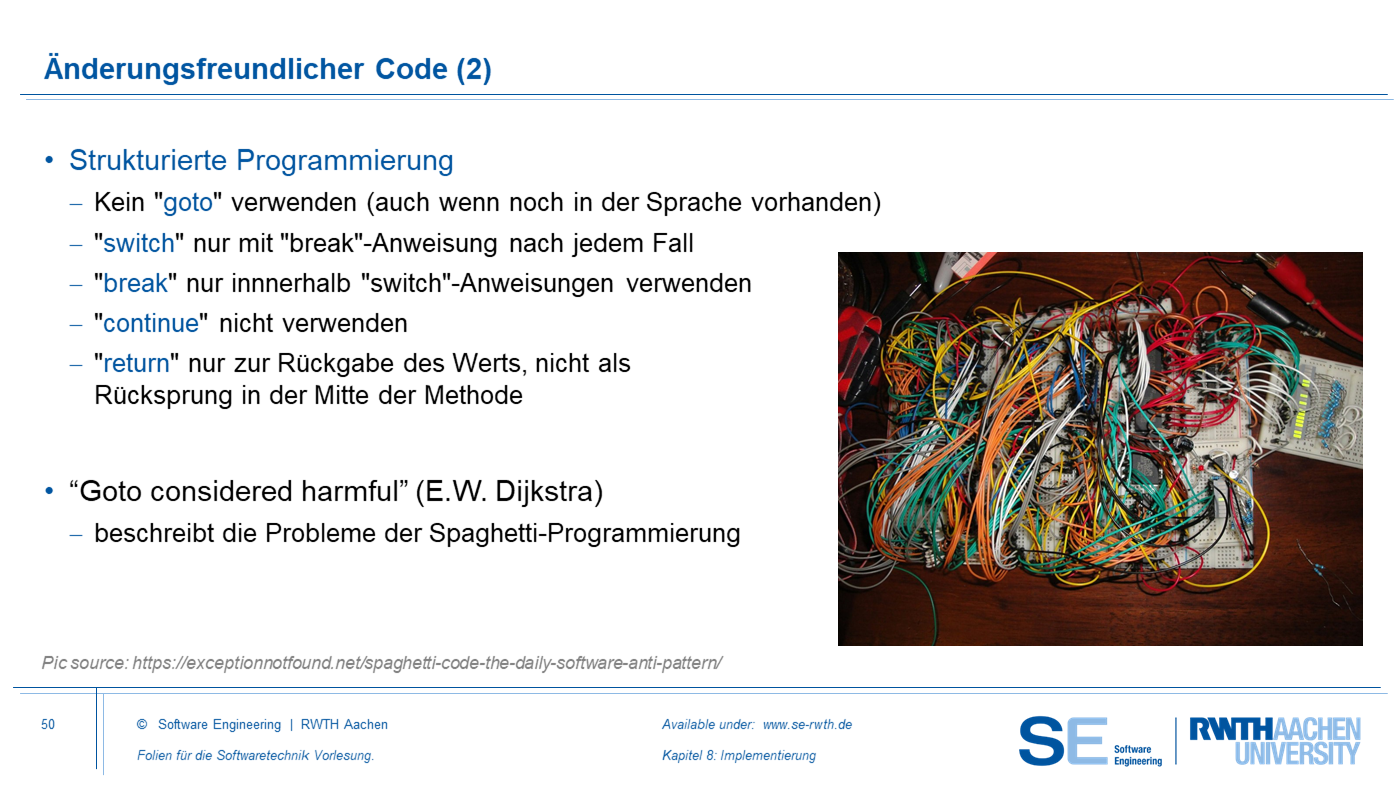 Änderungsfreundlicher Code (2)
• Strukturierte Programmierung
– Kein "goto" verwenden (auch wenn noch in der Sprache vorhanden)
– "switch" nur mit "break"-Anweisung nach jedem Fall
– "break" nur innnerhalb "switch"-Anweisungen verwenden
– "continue" nicht verwenden
– "return" nur zur Rückgabe des Werts, nicht als
Rücksprung in der Mitte der Methode
• “Goto considered harmful” (E.W. Dijkstra)
– beschreibt die Probleme der Spaghetti-Programmierung
Pic source: https://exceptionnotfound.net/spaghetti-code-the-daily-software-anti-pattern/
50
© Software Engineering | RWTH Aachen
Folien für die Softwaretechnik Vorlesung.
Available under: www.se-rwth.de
Kapitel 8: Implementierung
SE Software
Engineering
RWTHAACHEN
UNIVERSITY